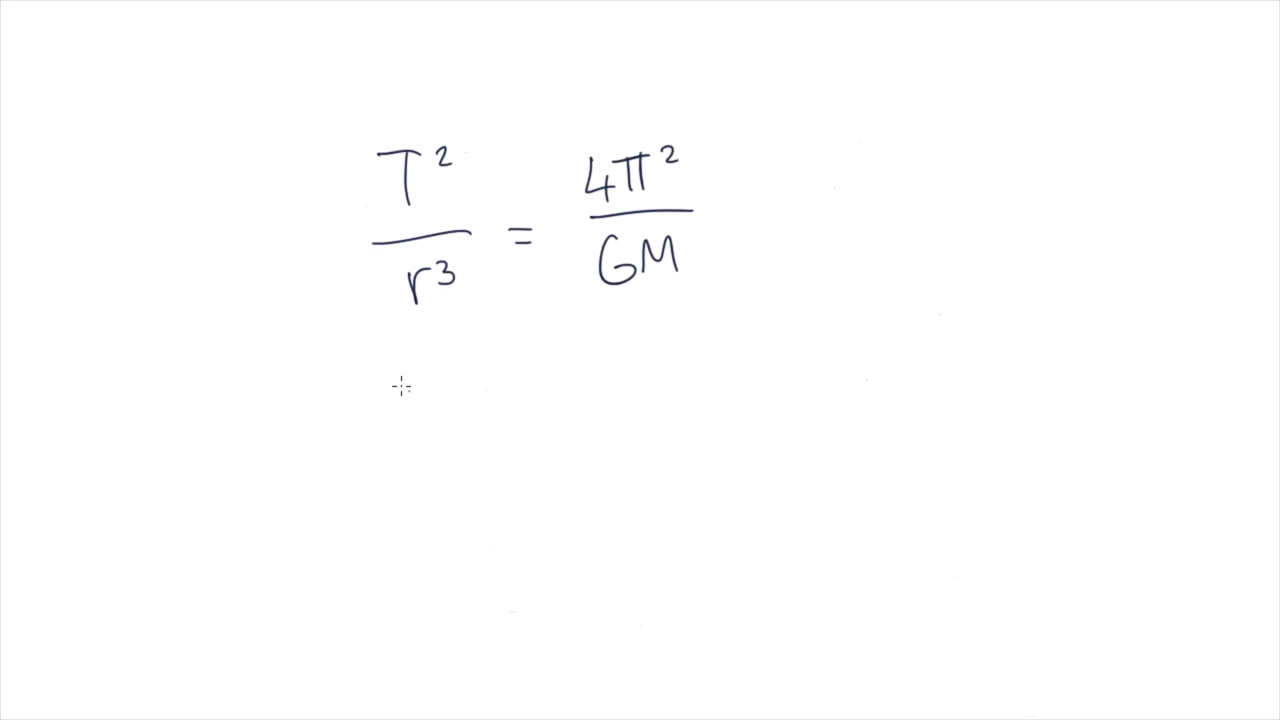 T² / r³ = 4π² / GM